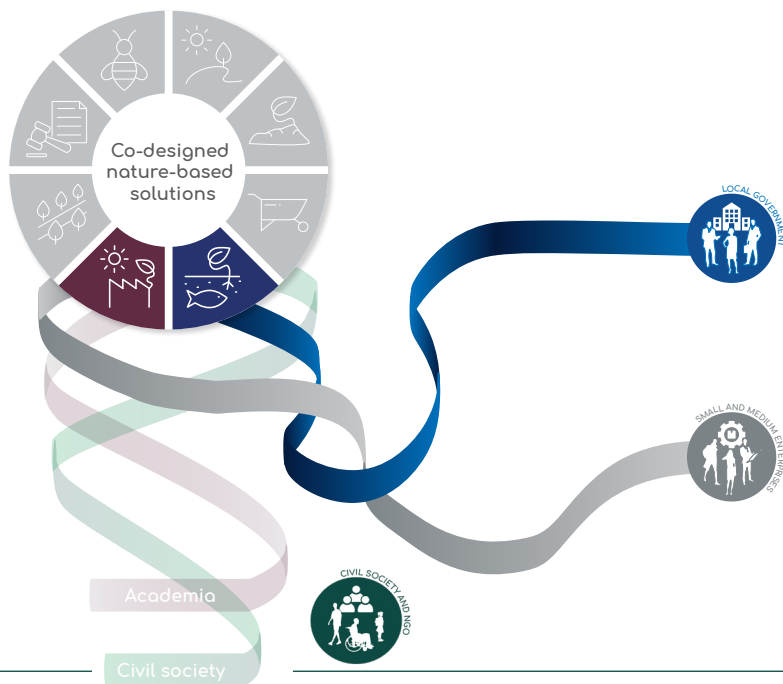 Co-designed
nature-based
solutions
LOCAL GOVERNMENT
SMALL AND MEDIUM ENTERPRISES
CIVIL SOCIETY AND NGO
Academia
Civil society